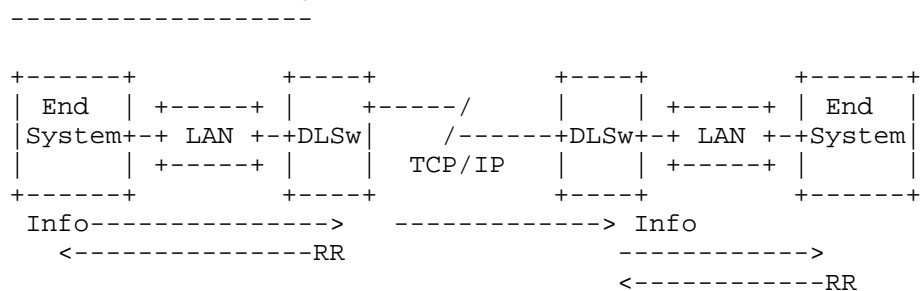 --------------------
+------+          +----+            +----+          +------+
| End  | +-----+  |    +-----/      |    | +-----+  | End  |
|System+-+ LAN +-+DLSw|     /------+DLSw+-+ LAN +-+System|
|      | +-----+  |    |  TCP/IP    |    | +-----+  |      |
+------+          +----+            +----+          +------+
Info---------------> -------------> Info
<---------------RR ------------>
<------------RR